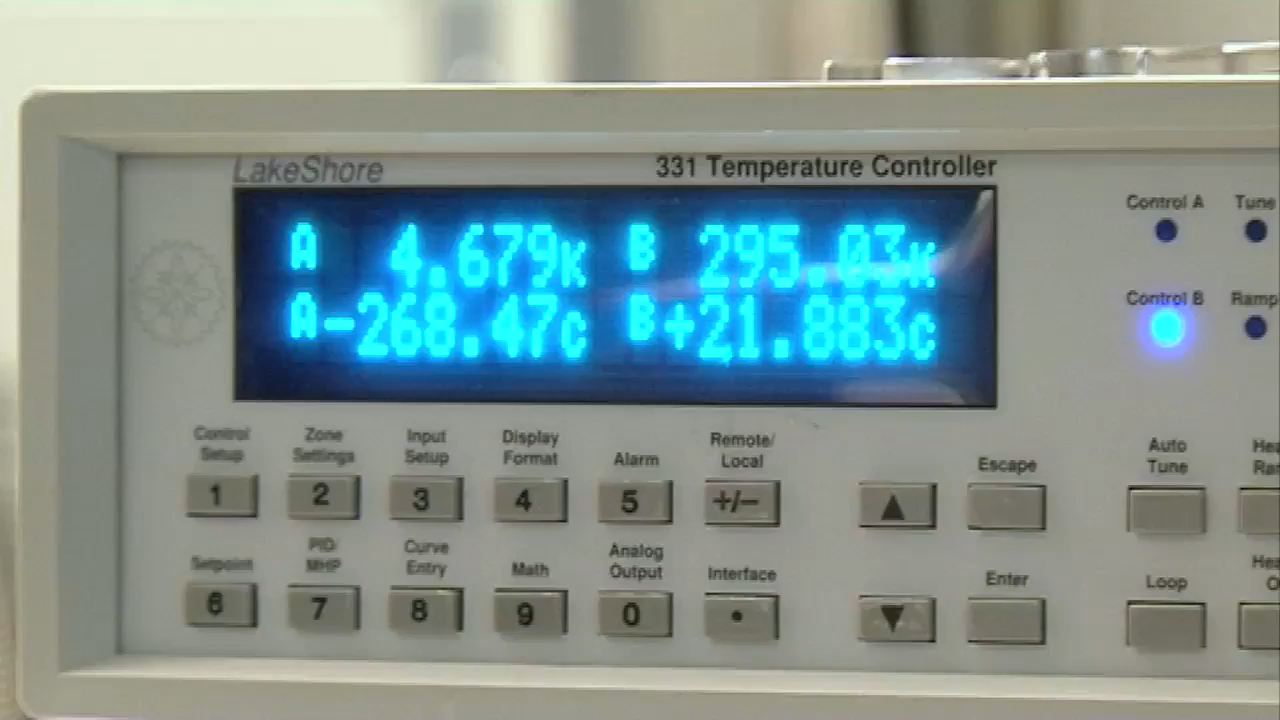 LakeShore 331 Temperature Controller
A 4.679K B 295.03K
A-268.47C B+21.883C
Control A Tune
Control B Ramp
Control Setup
Zone Settings
Input Setup
Display Format
Alarm
Remote/ Local
Escape
Auto Tune
1 2 3 4 5 +/− ▲
Setpoint
PID/ MHP
Curve Entry
Math
Analog Output
Interface
Enter
Loop
6 7 8 9 0 • ▼